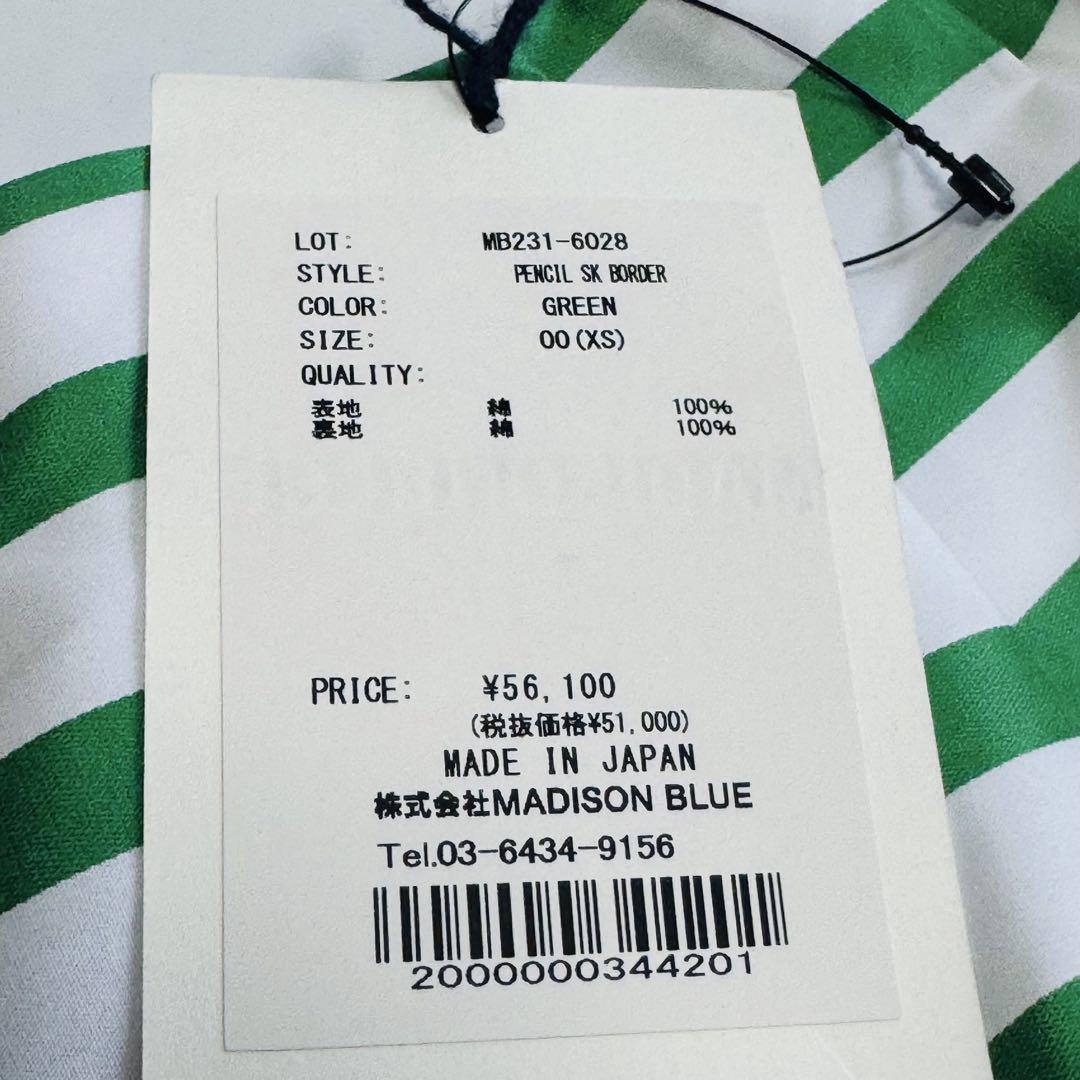 LOT: MB231-6028
STYLE: PENCIL SK BORDER
COLOR: GREEN
SIZE: 00(XS)
QUALITY:
表地 綿 100%
裏地 綿 100%
PRICE: ¥56,100
(税抜価格¥51,000)
MADE IN JAPAN
株式会社MADISON BLUE
Tel.03-6434-9156
2000000344201